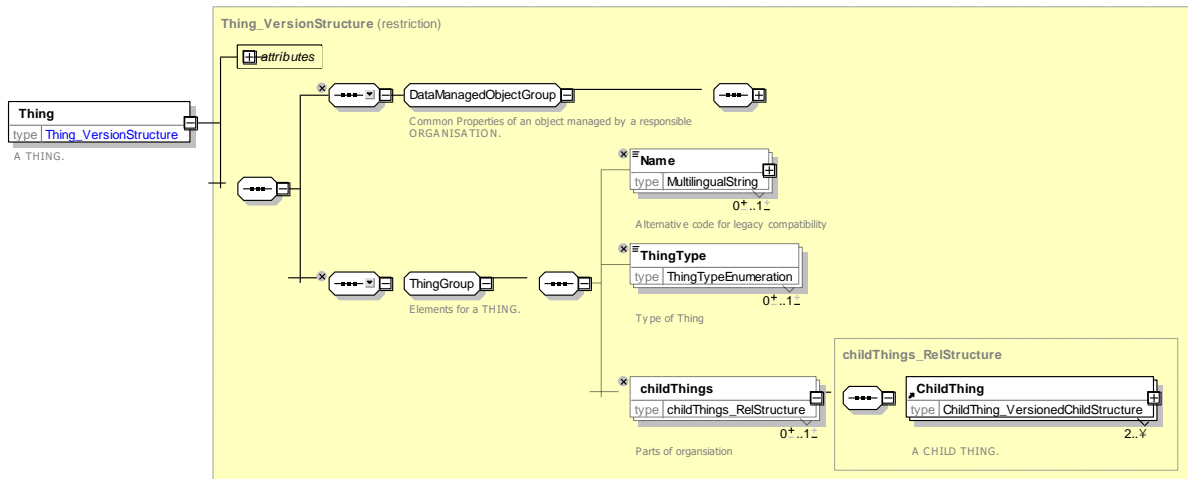 Thing_VersionStructure (restriction)
attributes
DataManagedObjectGroup
Common Properties of an object managed by a responsible
ORGANISATION.
Thing
type Thing_VersionStructure
A THING.
Name
type MultilingualString
0..1
Alternative code for legacy compatibility
ThingType
type ThingTypeEnumeration
0..1
Type of Thing
ThingGroup
Elements for a THING.
childThings
type childThings_RelStructure
0..1
Parts of organsiation
childThings_RelStructure
ChildThing
type ChildThing_VersionedChildStructure
2..¥
A CHILD THING.